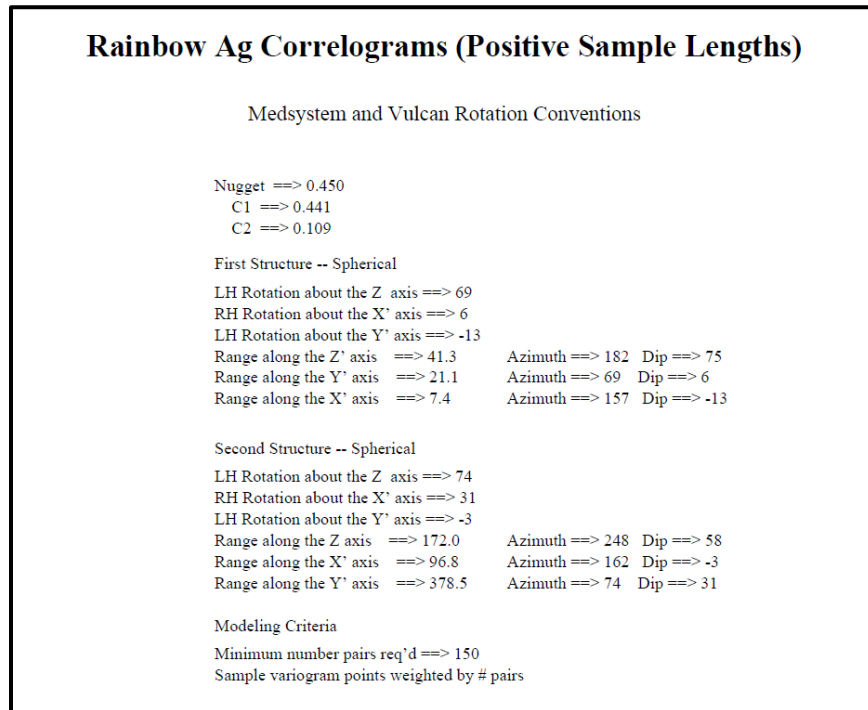 Rainbow Ag Correlograms (Positive Sample Lengths)
Medsystem and Vulcan Rotation Conventions
Nugget ==> 0.450
C1 ==> 0.441
C2 ==> 0.109
First Structure -- Spherical
LH Rotation about the Z axis ==> 69
RH Rotation about the X' axis ==> 6
LH Rotation about the Y' axis ==> -13
Range along the Z' axis ==> 41.3 Azimuth ==> 182 Dip ==> 75
Range along the Y' axis ==> 21.1 Azimuth ==> 69 Dip ==> 6
Range along the X' axis ==> 7.4 Azimuth ==> 157 Dip ==> -13
Second Structure -- Spherical
LH Rotation about the Z axis ==> 74
RH Rotation about the X' axis ==> 31
LH Rotation about the Y' axis ==> -3
Range along the Z axis ==> 172.0 Azimuth ==> 248 Dip ==> 58
Range along the X' axis ==> 96.8 Azimuth ==> 162 Dip ==> -3
Range along the Y' axis ==> 378.5 Azimuth ==> 74 Dip ==> 31
Modeling Criteria
Minimum number pairs req'd ==> 150
Sample variogram points weighted by # pairs